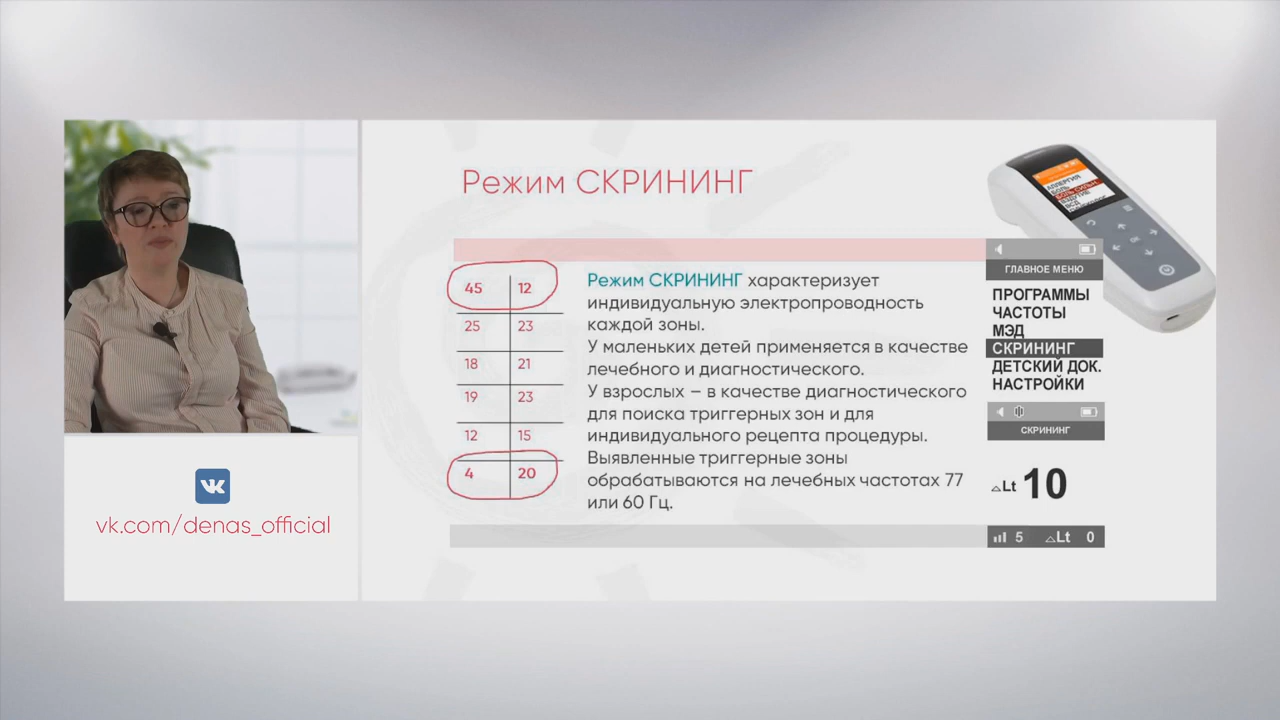 Режим СКРИНИНГ
45 12
25 23
18 21
19 23
12 15
4 20
Режим СКРИНИНГ характеризует
индивидуальную электропроводность
каждой зоны.
У маленьких детей применяется в качестве
лечебного и диагностического.
У взрослых – в качестве диагностического
для поиска триггерных зон и для
индивидуального рецепта процедуры.
Выявленные триггерные зоны
обрабатываются на лечебных частотах 77
или 60 Гц.
ГЛАВНОЕ МЕНЮ
ПРОГРАММЫ
ЧАСТОТЫ
МЭД
СКРИНИНГ
ДЕТСКИЙ ДОК.
НАСТРОЙКИ
СКРИНИНГ
△Lt 10
5 △Lt 0
АЛЛЕРГИЯ
БОЛЬ
vk.com/denas_official